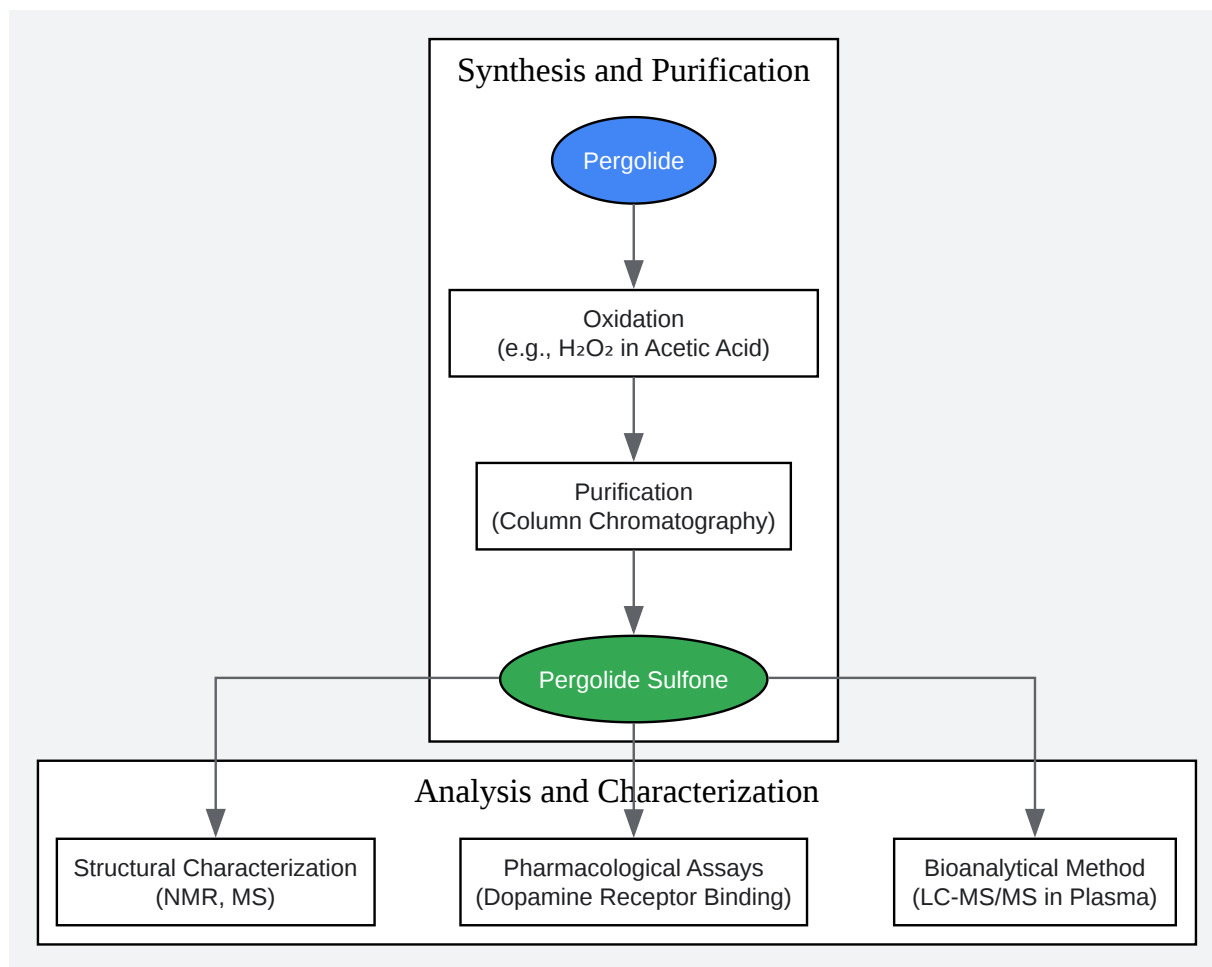 Synthesis and Purification
Pergolide
Oxidation
(e.g., H₂O₂ in Acetic Acid)
Purification
(Column Chromatography)
Pergolide Sulfone
Analysis and Characterization
Structural Characterization
(NMR, MS)
Pharmacological Assays
(Dopamine Receptor Binding)
Bioanalytical Method
(LC-MS/MS in Plasma)